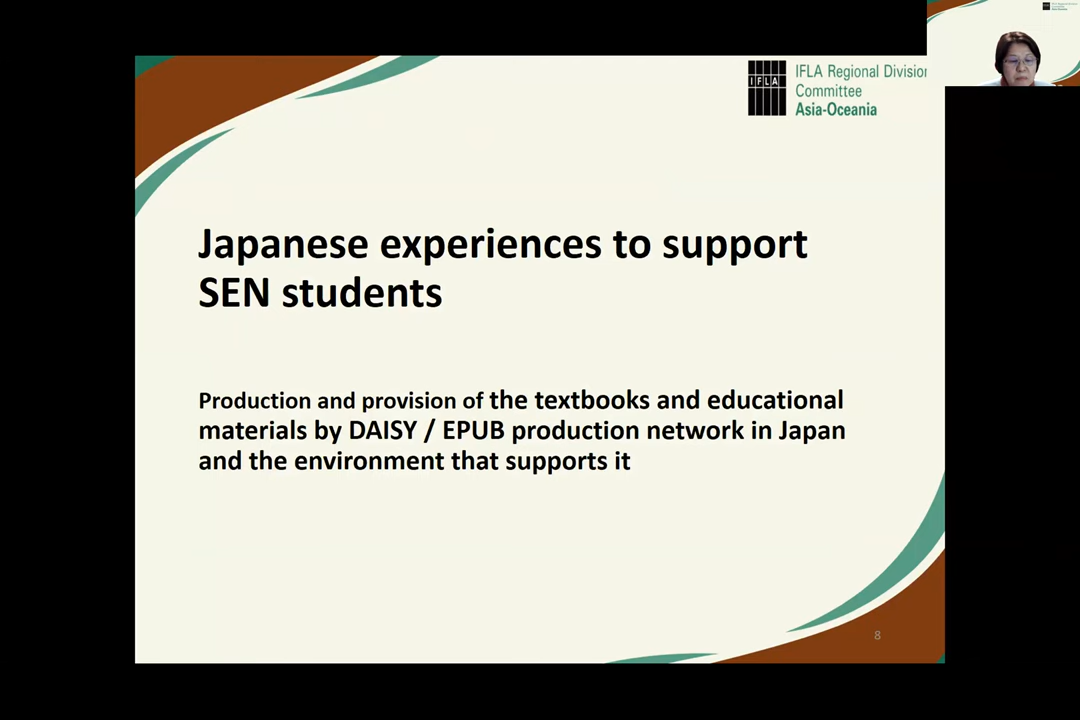 IFLA
IFLA Regional Division
Committee
Asia-Oceania
Japanese experiences to support
SEN students
Production and provision of the textbooks and educational
materials by DAISY / EPUB production network in Japan
and the environment that supports it
8